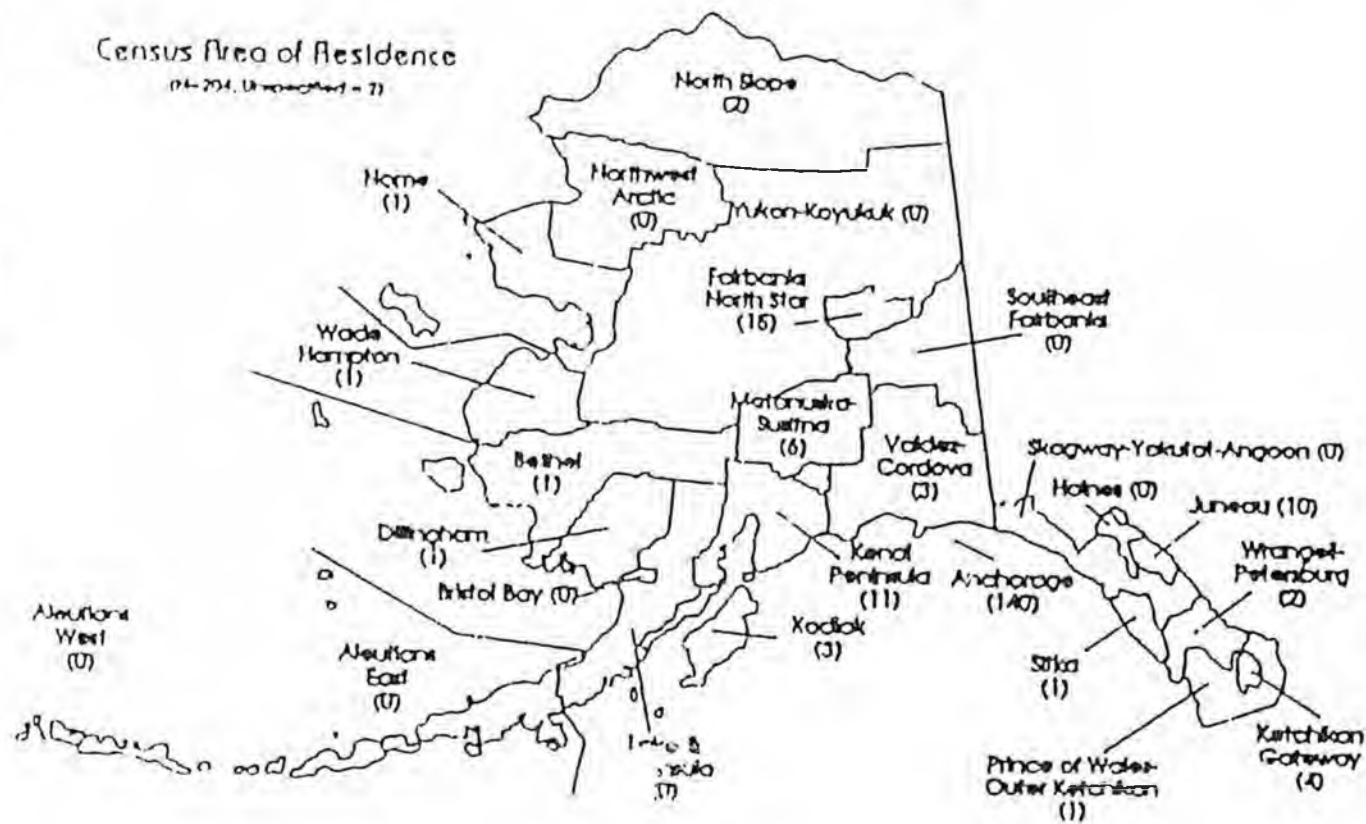 Census Area of Residence
North Slope
(2)
Nome
(1)
Northwest
Arctic
(0)
Yukon-Koyukuk (0)
Fairbanks
North Star
(15)
Southeast
Fairbanks
(0)
Wade
Hampton
(1)
Matanuska-
Susitna
(6)
Valdez-
Cordova
(3)
Bethel
(1)
Skagway-Yakutat-Angoon (0)
Haines (0)
Juneau (10)
Dillingham
(1)
Kenai
Peninsula
(11)
Anchorage
(140)
Wrangel-
Petersburg
(2)
Bristol Bay (0)
Kodiak
(3)
Aleutians
West
(0)
Aleutians
East
(0)
Sitka
(1)
Ketchikan
Gateway
(4)
Prince of Wales-
Outer Ketchikan
(1)